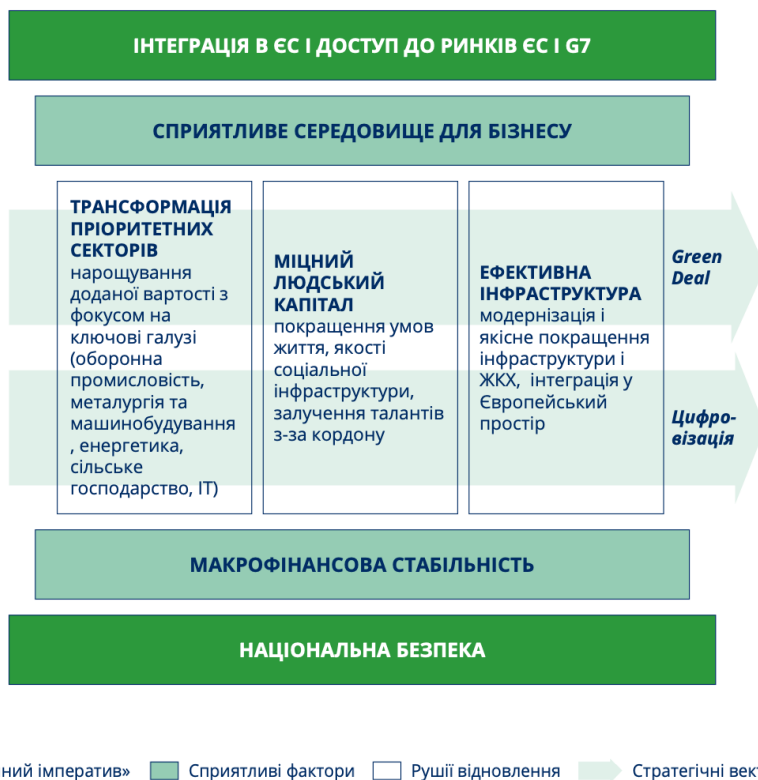 ІНТЕГРАЦІЯ В ЄС І ДОСТУП ДО РИНКІВ ЄС І G7
СПРИЯТЛИВЕ СЕРЕДОВИЩЕ ДЛЯ БІЗНЕСУ
ТРАНСФОРМАЦІЯ
ПРІОРИТЕТНИХ
СЕКТОРІВ
нарощування
доданої вартості з
фокусом на
ключові галузі
(оборонна
промисловість,
металургія та
машинобудування
, енергетика,
сільське
господарство, ІТ)
МІЦНИЙ
ЛЮДСЬКИЙ
КАПІТАЛ
покращення умов
життя, якості
соціальної
інфраструктури,
залучення талантів
з-за кордону
ЕФЕКТИВНА
ІНФРАСТРУКТУРА
модернізація і
якісне покращення
інфраструктури і
ЖКХ, інтеграція у
Європейський
простір
Green
Deal
Цифро-
візація
МАКРОФІНАНСОВА СТАБІЛЬНІСТЬ
НАЦІОНАЛЬНА БЕЗПЕКА
ний імператив» Сприятливі фактори Рушії відновлення Стратегічні век